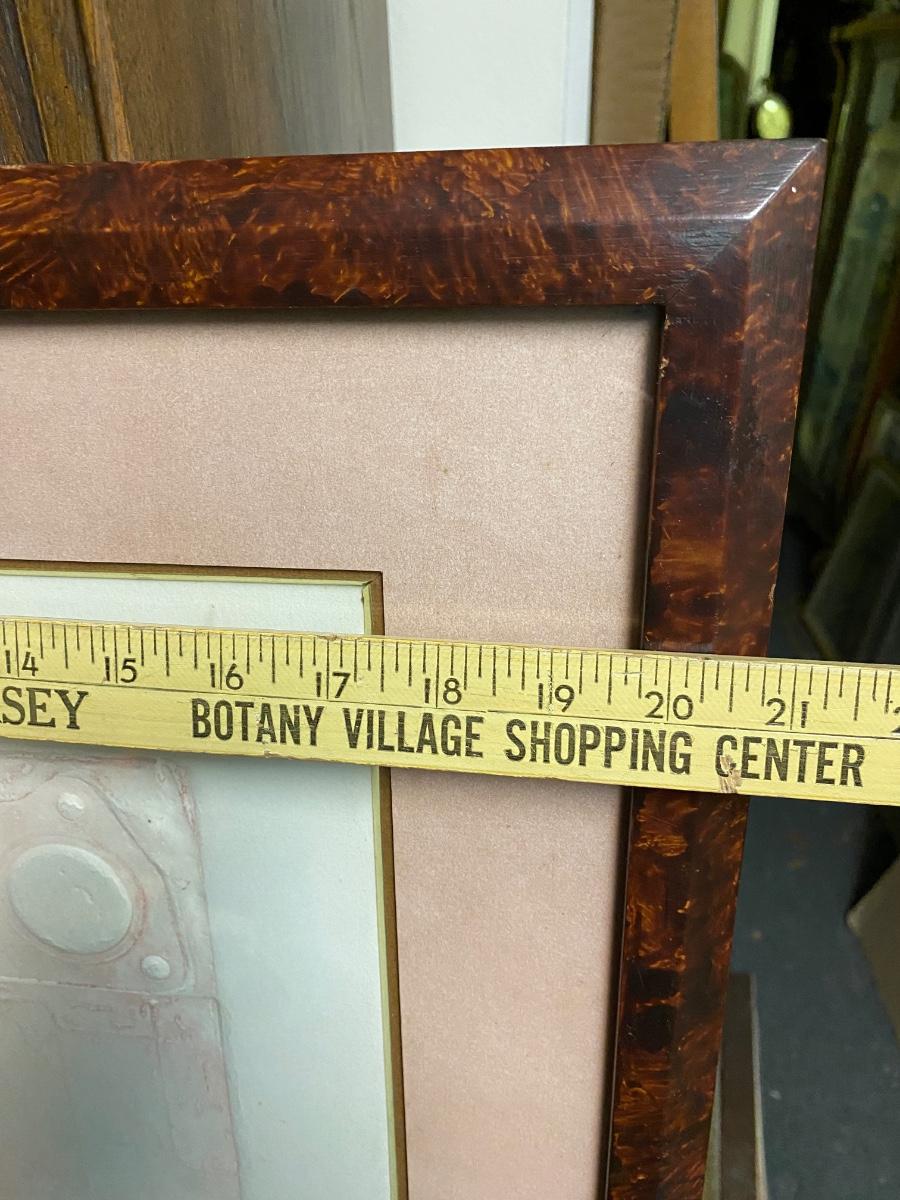 14 15 16 17 18 19 20 21
SEY BOTANY VILLAGE SHOPPING CENTER